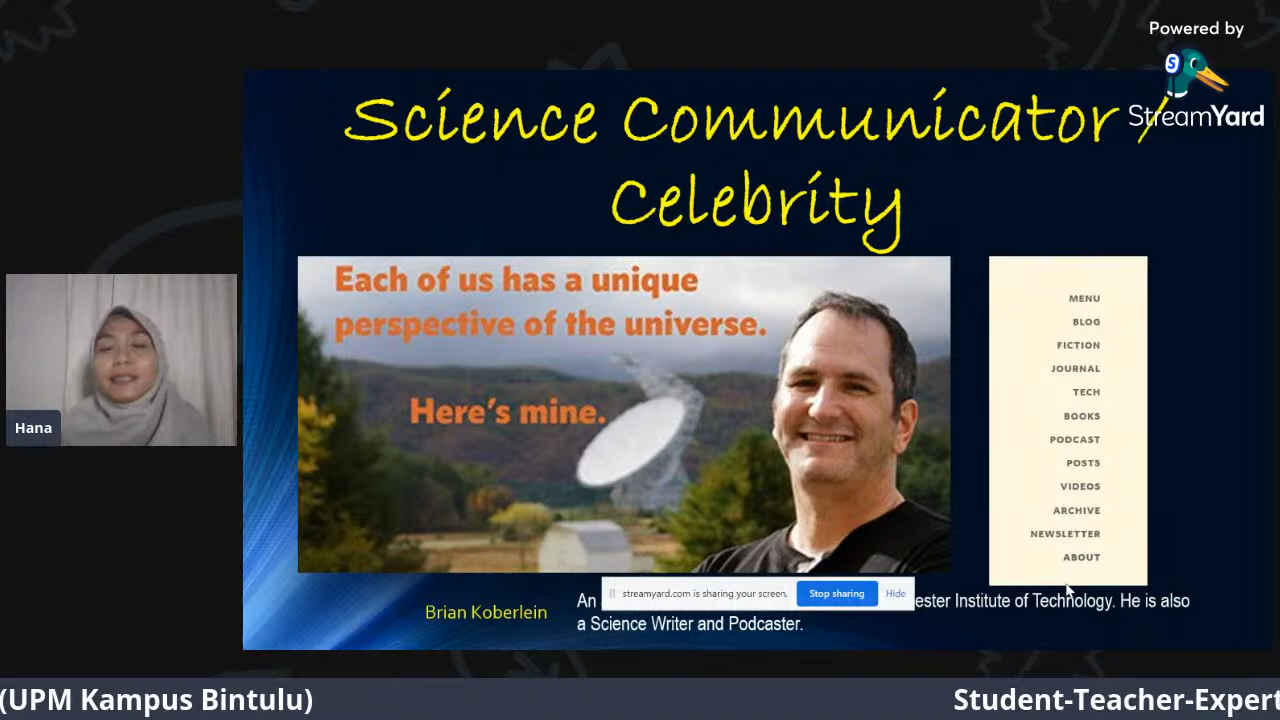 Powered by
StreamYard
Science Communicator /
Celebrity
Each of us has a unique
perspective of the universe.
Here's mine.
MENU
BLOG
FICTION
JOURNAL
TECH
BOOKS
PODCAST
POSTS
VIDEOS
ARCHIVE
NEWSLETTER
ABOUT
Hana
streamyard.com is sharing your screen. Stop sharing Hide
Brian Koberlein
An ester Institute of Technology. He is also
a Science Writer and Podcaster.
(UPM Kampus Bintulu) Student-Teacher-Expert